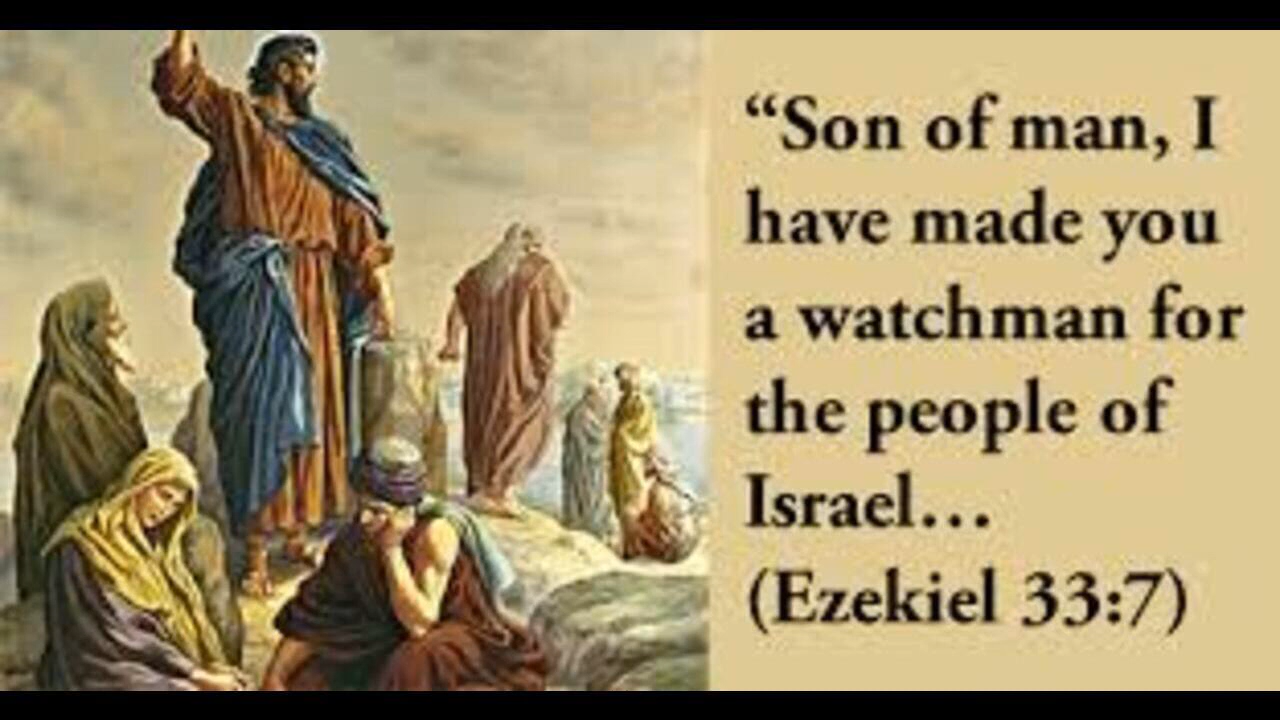 “Son of man, I
have made you
a watchman for
the people of
Israel...
(Ezekiel 33:7)